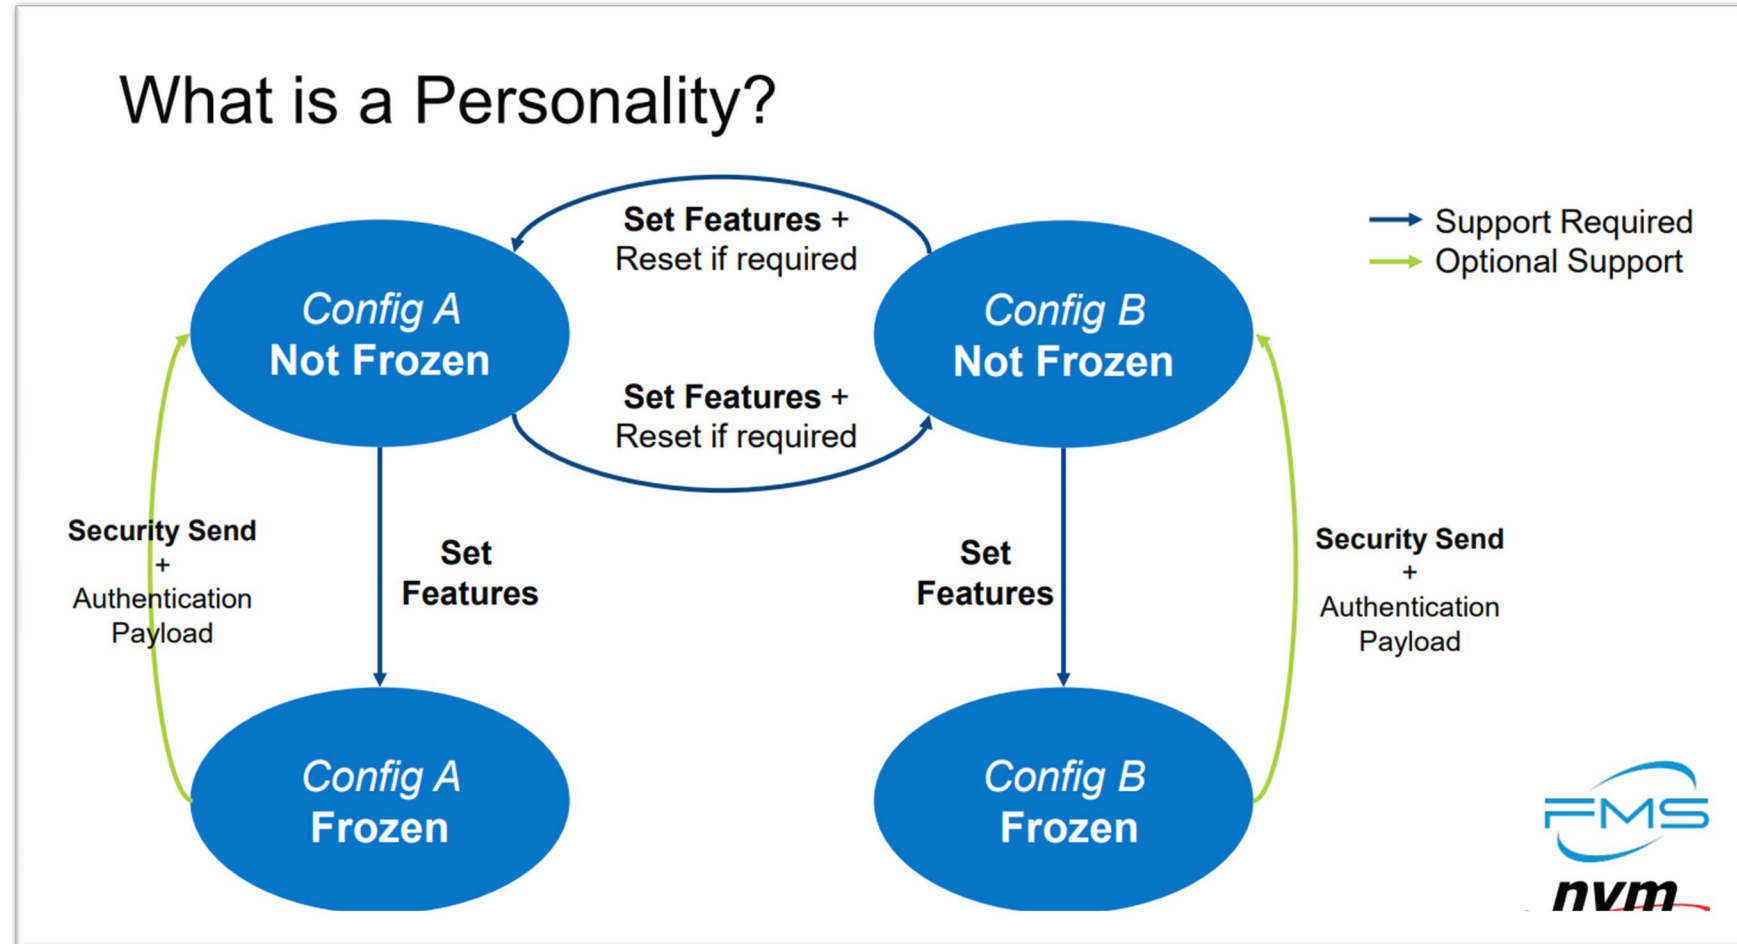 What is a Personality?
Set Features +
Reset if required
Support Required
Optional Support
Config A
Not Frozen
Config B
Not Frozen
Set Features +
Reset if required
Security Send
+
Authentication
Payload
Set
Features
Set
Features
Security Send
+
Authentication
Payload
Config A
Frozen
Config B
Frozen
FMS
nvm